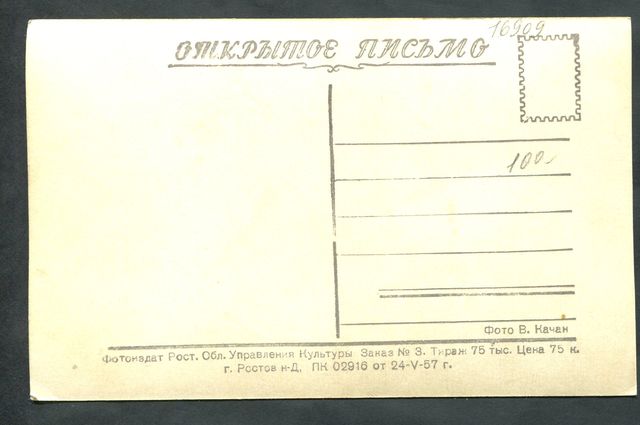 16909
ОТКРЫТОЕ ПИСЬМО
100-
Фото В. Качан
Фотоиздат Рост. Обл. Управления Культуры Заказ № 3. Тираж 75 тыс. Цена 75 к.
г. Ростов н-Д, ПК 02916 от 24-V-57 г.